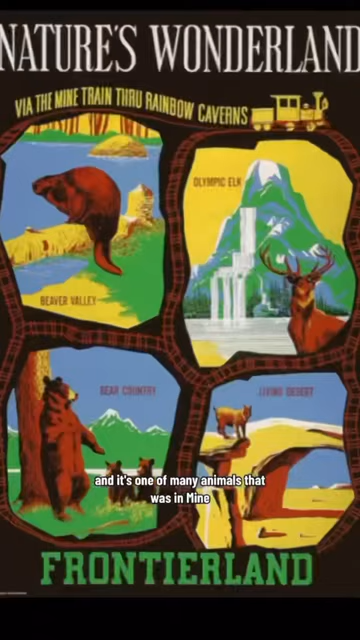 NATURE'S WONDERLAND
VIA THE MINE TRAIN THRU RAINBOW CAVERNS
OLYMPIC ELK
BEAVER VALLEY
BEAR COUNTRY
LIVING DESERT
and it's one of many animals that
was in Mine
FRONTIERLAND